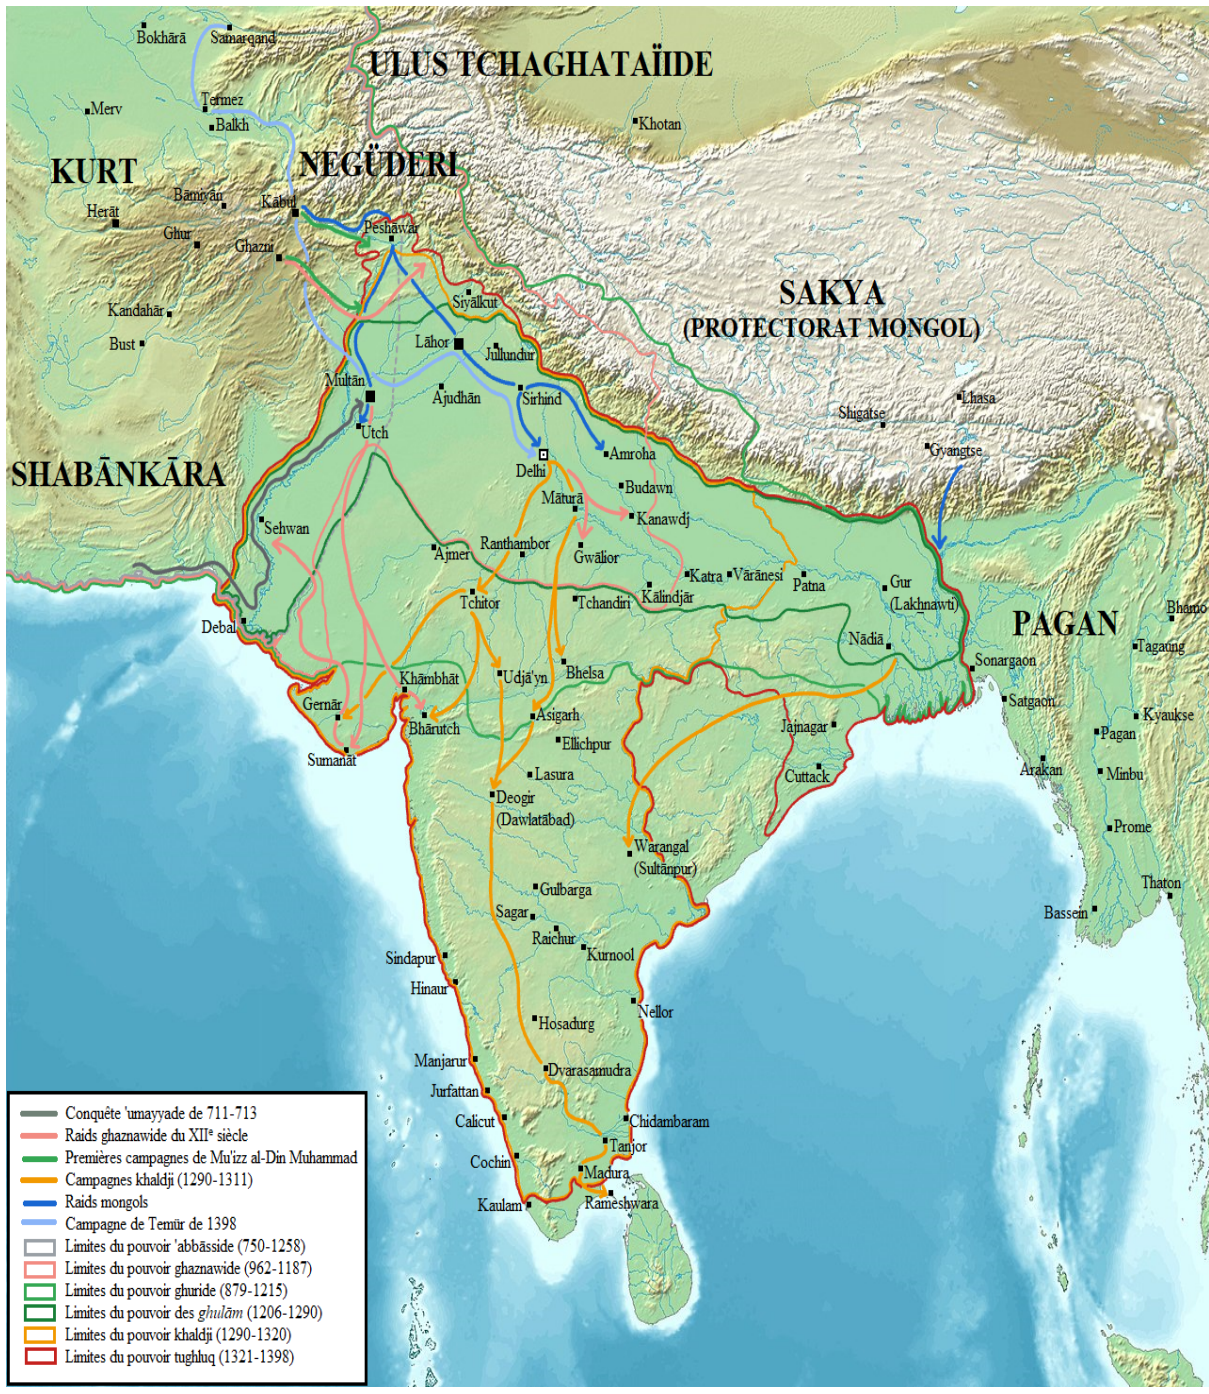 Bokhārā
Samarqand
ULUS TCHAGHATAÏIDE
Merv
Termez
Balkh
Khotan
KURT
NEGÜDERI
Bāmiyān
Kābul
Herāt
Ghur
Ghazni
Peshāwar
Kandahār
Siyālkut
SAKYA
(PROTECTORAT MONGOL)
Bust
Lāhor
Jullundur
Multān
Ajudhān
Sirhind
Lhasa
Shigatse
Utch
Gyangtse
SHABĀNKĀRA
Delhi
Amroha
Budawn
Māturā
Kanawdj
Sehwan
Ajmer
Ranthambor
Gwālior
Katra
Vārānesi
Patna
Gur
(Lakhnawti)
Kālindjār
Tchitor
Tchandiri
Bhamo
PAGAN
Debal
Nādiā
Tagaung
Sonargaon
Khāmbhāt
Udjā'yn
Bhelsa
Satgaon
Gernār
Bhārutch
Asigarh
Jajnagar
Kyaukse
Pagan
Sumanāt
Ellichpur
Lasura
Cuttack
Arakan
Minbu
Deogir
(Dawlatābad)
Prome
Warangal
(Sultānpur)
Gulbarga
Thaton
Sagar
Bassein
Raichur
Kurnool
Sindapur
Hinaur
Nellor
Hosadurg
Manjarur
Dvarasamudra
Jurfattan
Calicut
Chidambaram
Tanjor
Cochin
Madura
Kaulam
Rameshwara
Conquête 'umayyade de 711-713
Raids ghaznawide du XIIe siècle
Premières campagnes de Mu'izz al-Din Muhammad
Campagnes khaldji (1290-1311)
Raids mongols
Campagne de Temür de 1398
Limites du pouvoir 'abbāsside (750-1258)
Limites du pouvoir ghaznawide (962-1187)
Limites du pouvoir ghuride (879-1215)
Limites du pouvoir des ghulām (1206-1290)
Limites du pouvoir khaldji (1290-1320)
Limites du pouvoir tughluq (1321-1398)